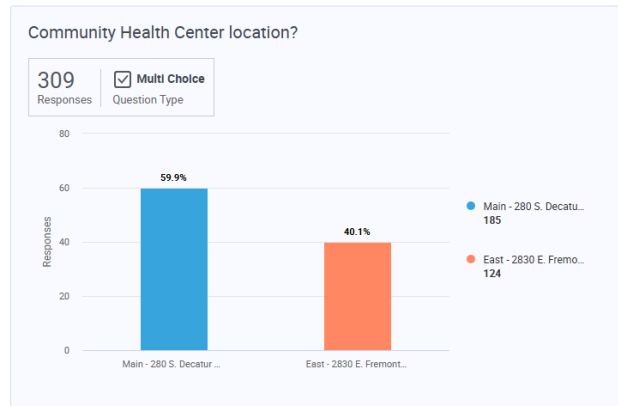 Community Health Center location?
309
Responses
Multi Choice
Question Type
80
60
40
20
0
Responses
59.9%
40.1%
Main - 280 S. Decatur ...
East - 2830 E. Fremont...
Main - 280 S. Decatu...
185
East - 2830 E. Fremo...
124